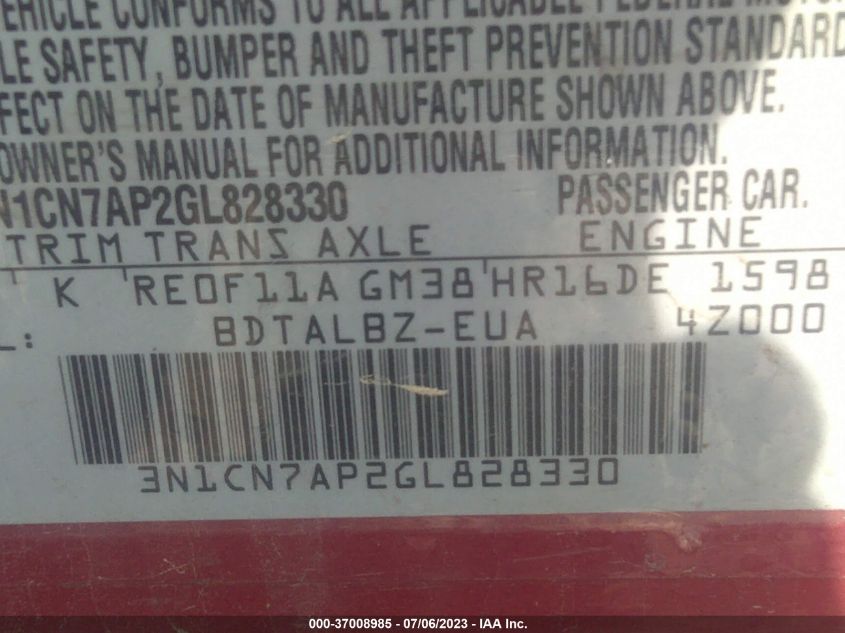 VEHICLE CONFORMS TO ALL APPLICABLE FEDERAL MOTOR
LE SAFETY, BUMPER AND THEFT PREVENTION STANDARD
FFECT ON THE DATE OF MANUFACTURE SHOWN ABOVE.
OWNER'S MANUAL FOR ADDITIONAL INFORMATION.
N1CN7AP2GL828330 PASSENGER CAR.
TRIM TRANS AXLE ENGINE
K RE0F11A GM38 HR16DE 1598
L: BDTALBZ-EUA 4Z000
3N1CN7AP2GL828330
000-37008985 - 07/06/2023 - IAA Inc.